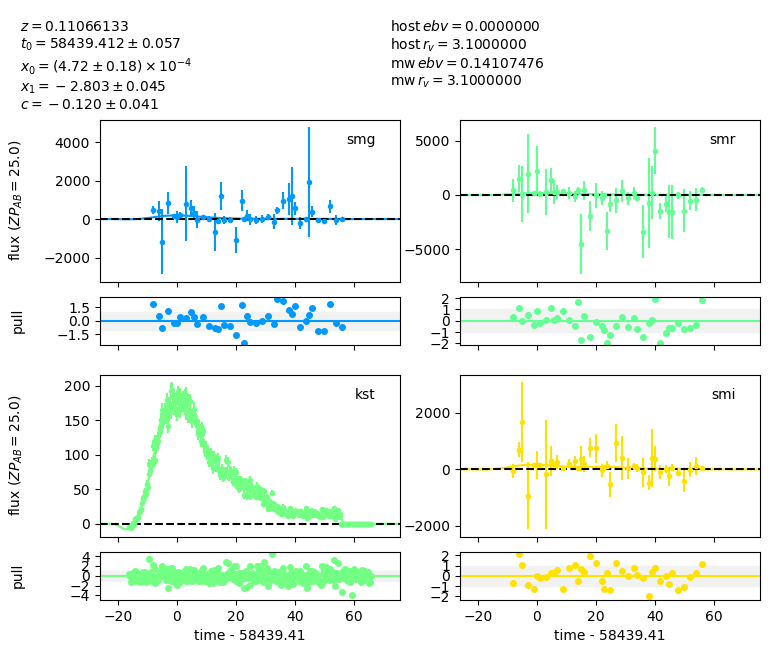 z = 0.11066133
t₀ = 58439.412 ± 0.057
x₀ = (4.72 ± 0.18) × 10⁻⁴
x₁ = −2.803 ± 0.045
c = −0.120 ± 0.041
host ebv = 0.0000000
host r_v = 3.1000000
mw ebv = 0.14107476
mw r_v = 3.1000000
smg
flux (ZP_AB = 25.0)
4000
2000
0
−2000
smr
5000
0
−5000
pull
1.5
0.0
−1.5
2
1
0
−1
−2
kst
flux (ZP_AB = 25.0)
200
150
100
50
0
smi
2000
0
−2000
pull
4
2
0
−2
−4
2
1
0
−1
−2
−20 0 20 40 60
time - 58439.41
−20 0 20 40 60
time - 58439.41